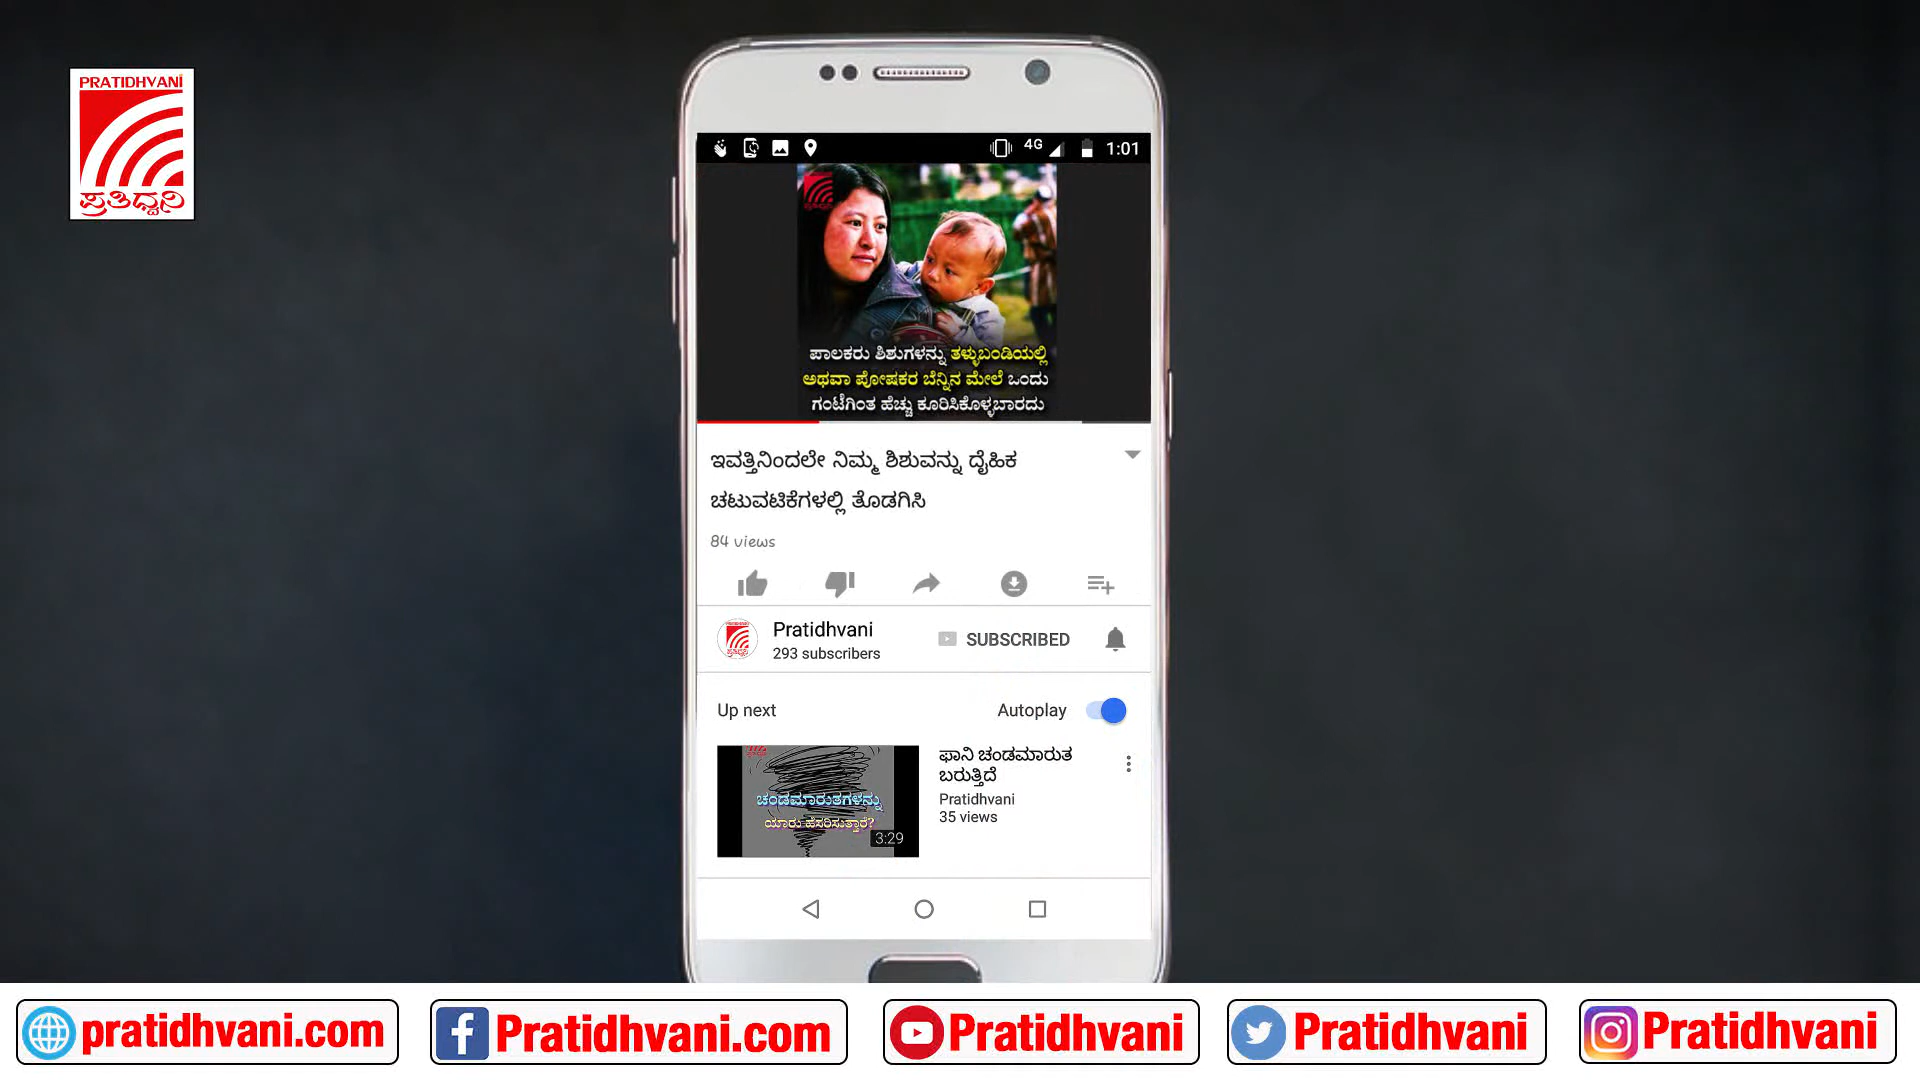 PRATIDHVANI
ಪ್ರತಿಧ್ವನಿ
4G 1:01
ಪಾಲಕರು ಶಿಶುಗಳನ್ನು ತಳ್ಳುಬಂಡಿಯಲ್ಲಿ
ಅಥವಾ ಪೋಷಕರ ಬೆನ್ನಿನ ಮೇಲೆ ಒಂದು
ಗಂಟೆಗಿಂತ ಹೆಚ್ಚು ಕೂರಿಸಿಕೊಳ್ಳಬಾರದು
ಇವತ್ತಿನಿಂದಲೇ ನಿಮ್ಮ ಶಿಶುವನ್ನು ದೈಹಿಕ
ಚಟುವಟಿಕೆಗಳಲ್ಲಿ ತೊಡಗಿಸಿ
84 views
Pratidhvani
293 subscribers
SUBSCRIBED
Up next
Autoplay
ಚಂಡಮಾರುತಗಳನ್ನು
ಯಾರು ಹೆಸರಿಸುತ್ತಾರೆ?
3:29
ಫಾನಿ ಚಂಡಮಾರುತ
ಬರುತ್ತಿದೆ
Pratidhvani
35 views
pratidhvani.com
Pratidhvani.com
Pratidhvani
Pratidhvani
Pratidhvani